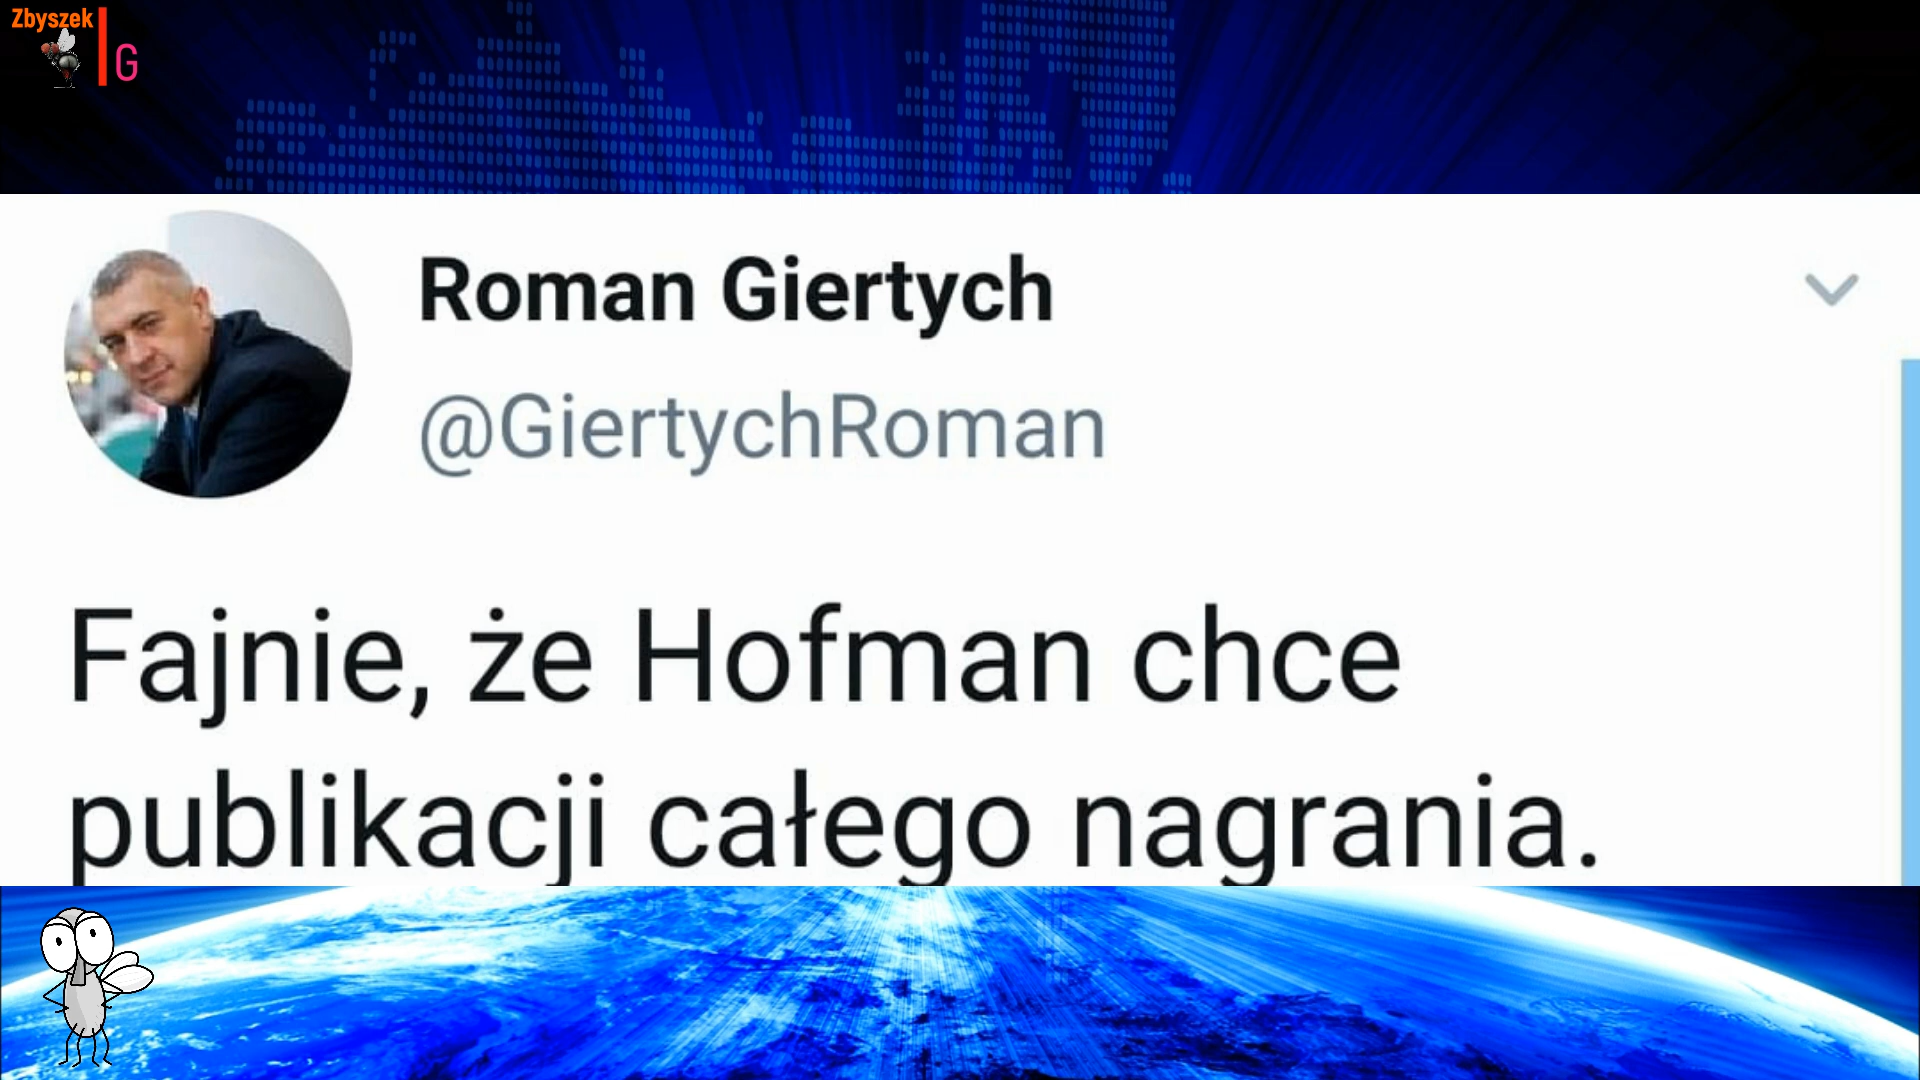 Zbyszek
G
Roman Giertych
@GiertychRoman
Fajnie, że Hofman chce
publikacji całego nagrania.